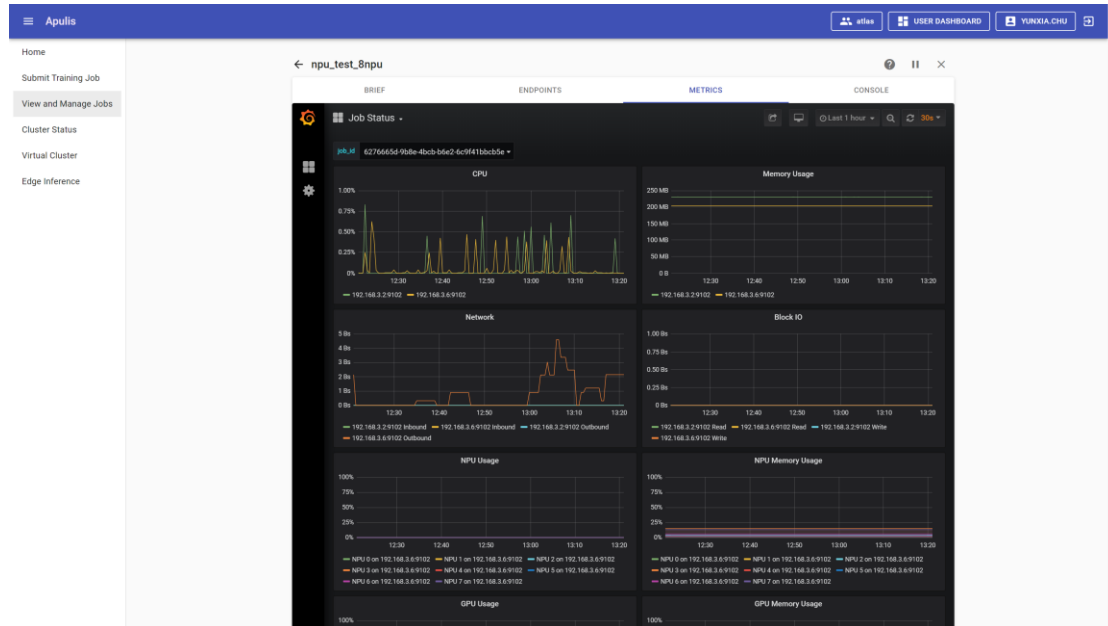 Apulis
atlas
USER DASHBOARD
YUNXIA.CHU
Home
Submit Training Job
View and Manage Jobs
Cluster Status
Virtual Cluster
Edge Inference
npu_test_8npu
BRIEF ENDPOINTS METRICS CONSOLE
Job Status
Last 1 hour
30s
job_id 6276665d-9b8e-4bcb-b6e2-6c9f41bbcb5e
CPU
1.00%
0.75%
0.50%
0.25%
0%
12:30 12:40 12:50 13:00 13:10 13:20
192.168.3.2:9102 192.168.3.6:9102
Memory Usage
250 MB
200 MB
150 MB
100 MB
50 MB
0 B
12:30 12:40 12:50 13:00 13:10 13:20
192.168.3.2:9102 192.168.3.6:9102
Network
5 Bs
4 Bs
3 Bs
2 Bs
1 Bs
0 Bs
12:30 12:40 12:50 13:00 13:10 13:20
192.168.3.2:9102 Inbound 192.168.3.6:9102 Inbound 192.168.3.2:9102 Outbound
192.168.3.6:9102 Outbound
Block IO
1.00 Bs
0.75 Bs
0.50 Bs
0.25 Bs
0 Bs
12:30 12:40 12:50 13:00 13:10 13:20
192.168.3.2:9102 Read 192.168.3.6:9102 Read 192.168.3.2:9102 Write
192.168.3.6:9102 Write
NPU Usage
100%
75%
50%
25%
0%
12:30 12:40 12:50 13:00 13:10 13:20
NPU 0 on 192.168.3.6:9102 NPU 1 on 192.168.3.6:9102 NPU 2 on 192.168.3.6:9102
NPU 3 on 192.168.3.6:9102 NPU 4 on 192.168.3.6:9102 NPU 5 on 192.168.3.6:9102
NPU 6 on 192.168.3.6:9102 NPU 7 on 192.168.3.6:9102
NPU Memory Usage
100%
75%
50%
25%
0%
12:30 12:40 12:50 13:00 13:10 13:20
NPU 0 on 192.168.3.6:9102 NPU 1 on 192.168.3.6:9102 NPU 2 on 192.168.3.6:9102
NPU 3 on 192.168.3.6:9102 NPU 4 on 192.168.3.6:9102 NPU 5 on 192.168.3.6:9102
NPU 6 on 192.168.3.6:9102 NPU 7 on 192.168.3.6:9102
GPU Usage
100%
GPU Memory Usage
100%